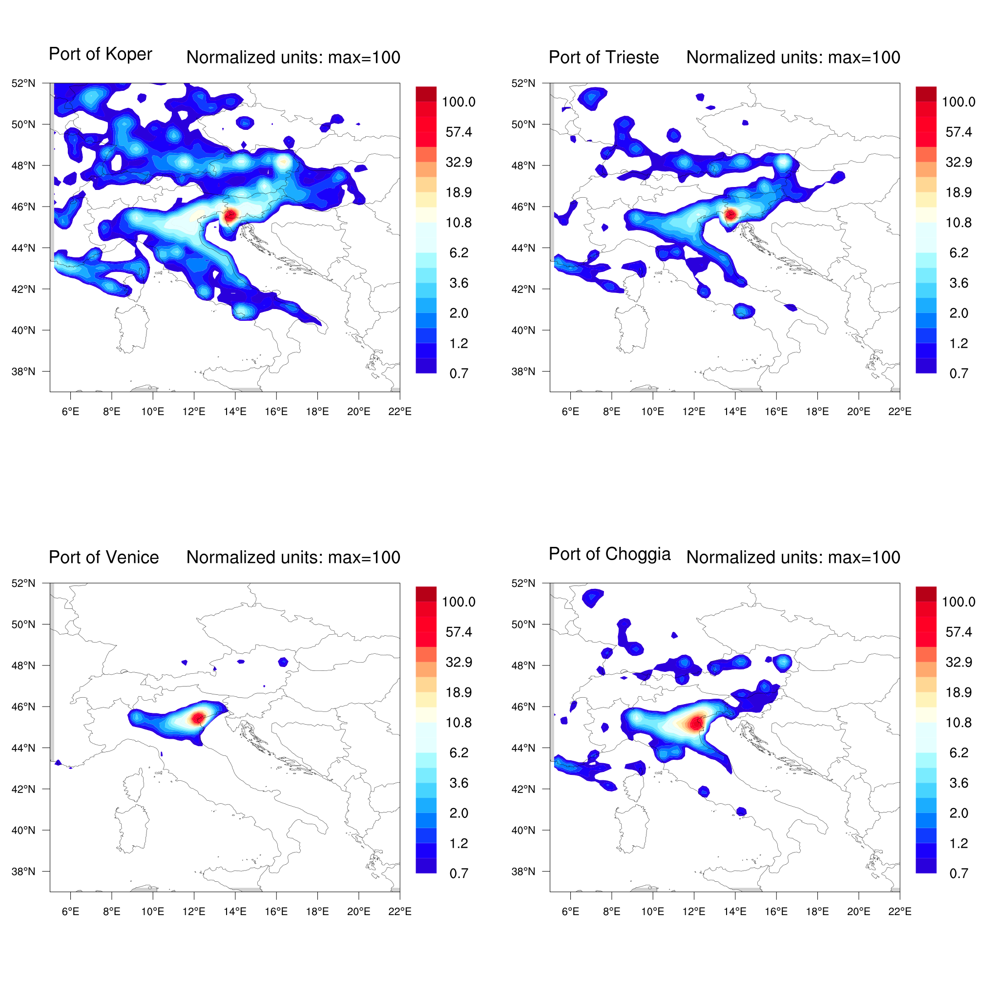 Port of Koper Normalized units: max=100
52°N
50°N
48°N
46°N
44°N
42°N
40°N
38°N
6°E 8°E 10°E 12°E 14°E 16°E 18°E 20°E 22°E
100.0
57.4
32.9
18.9
10.8
6.2
3.6
2.0
1.2
0.7
Port of Trieste Normalized units: max=100
52°N
50°N
48°N
46°N
44°N
42°N
40°N
38°N
6°E 8°E 10°E 12°E 14°E 16°E 18°E 20°E 22°E
100.0
57.4
32.9
18.9
10.8
6.2
3.6
2.0
1.2
0.7
Port of Venice Normalized units: max=100
52°N
50°N
48°N
46°N
44°N
42°N
40°N
38°N
6°E 8°E 10°E 12°E 14°E 16°E 18°E 20°E 22°E
100.0
57.4
32.9
18.9
10.8
6.2
3.6
2.0
1.2
0.7
Port of Choggia Normalized units: max=100
52°N
50°N
48°N
46°N
44°N
42°N
40°N
38°N
6°E 8°E 10°E 12°E 14°E 16°E 18°E 20°E 22°E
100.0
57.4
32.9
18.9
10.8
6.2
3.6
2.0
1.2
0.7